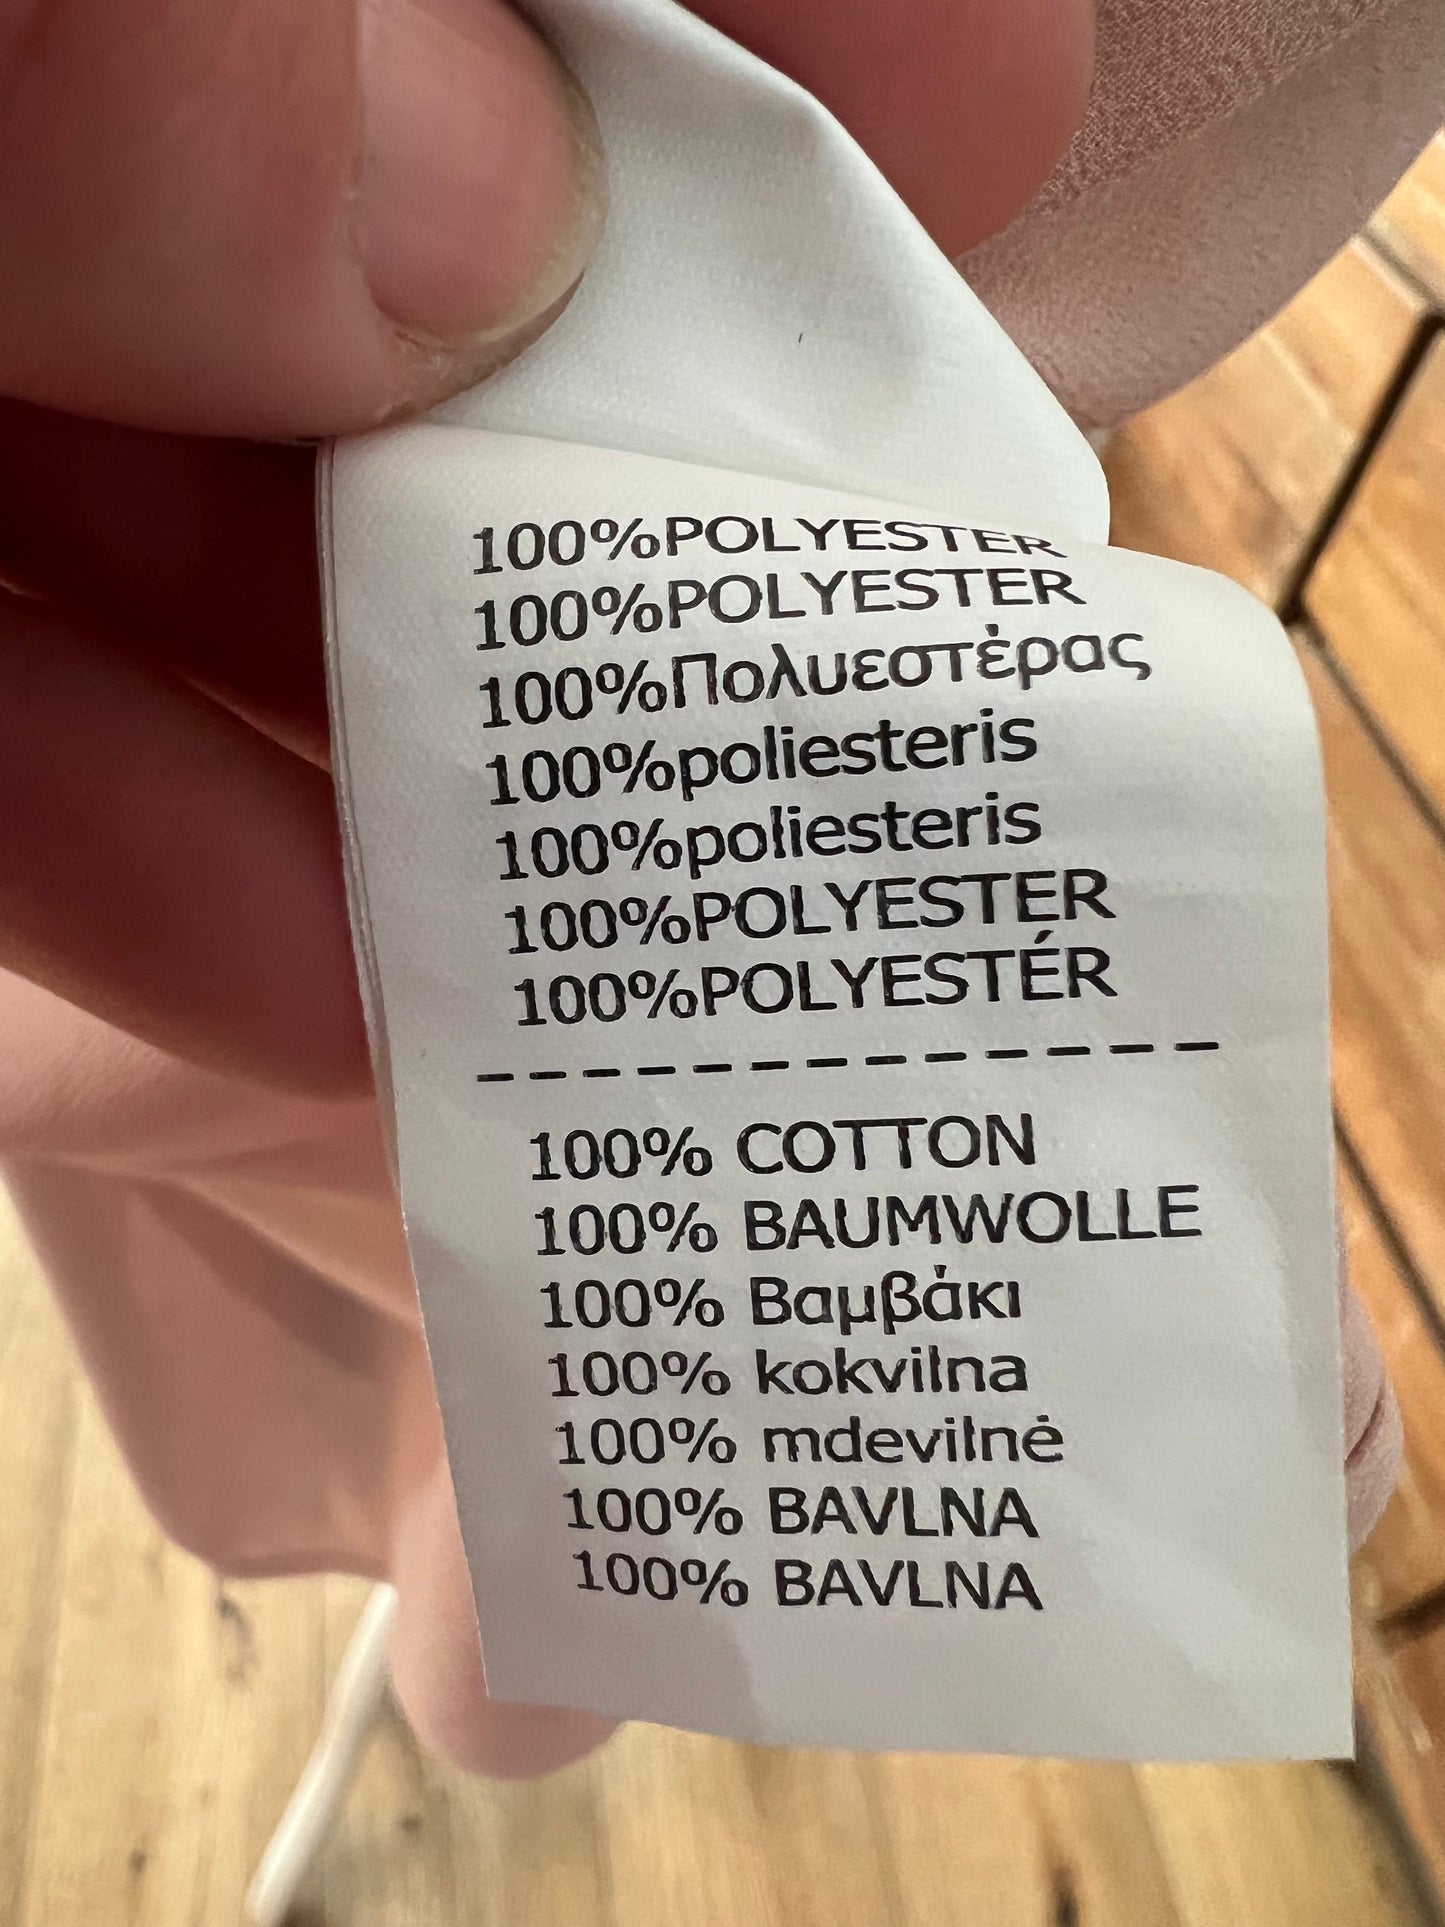 100%POLYESTER
100%POLYESTER
100%Πολυεστέρας
100%poliesteris
100%poliesteris
100%POLYESTER
100%POLYESTÉR
- - - - - - - - - - - - - -
100% COTTON
100% BAUMWOLLE
100% Βαμβάκι
100% kokvilna
100% mdevilnė
100% BAVLNA
100% BAVLNA